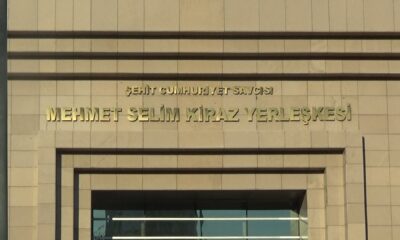 ŞEHİT CUMHURİYET SAVCISI
MEHMET SELİM KİRAZ YERLEŞKESİ